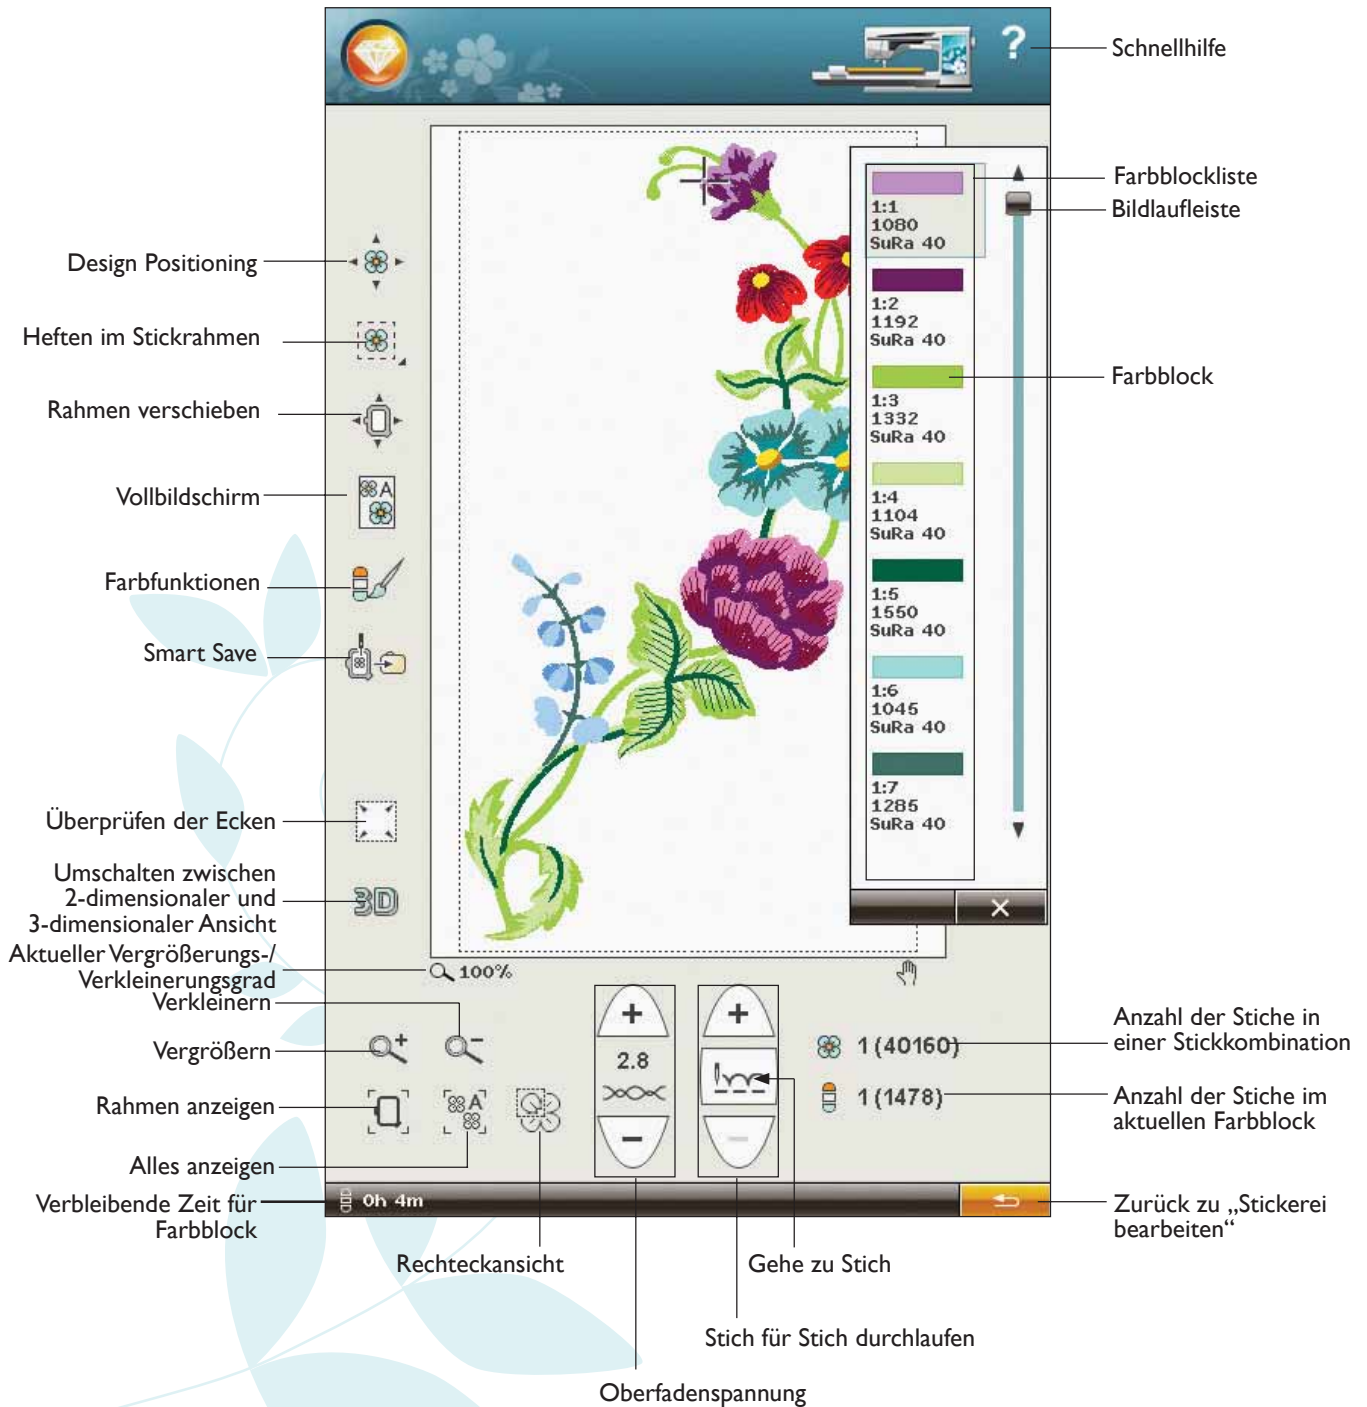 ?
Schnellhilfe
Farbblockliste
Bildlaufleiste
1:1
1080
SuRa 40
Design Positioning
1:2
1192
SuRa 40
Heften im Stickrahmen
Farbblock
1:3
1332
SuRa 40
Rahmen verschieben
Vollbildschirm
A
1:4
1104
SuRa 40
Farbfunktionen
1:5
1550
SuRa 40
Smart Save
1:6
1045
SuRa 40
1:7
1285
SuRa 40
Überprüfen der Ecken
Umschalten zwischen
2-dimensionaler und
3-dimensionaler Ansicht
3D
Aktueller Vergrößerungs-/
Verkleinerungsgrad
100%
Verkleinern
Vergrößern
+
-
+
2.8
−
+
−
1 (40160)
Anzahl der Stiche in
einer Stickkombination
Rahmen anzeigen
A
1 (1478)
Anzahl der Stiche im
aktuellen Farbblock
Alles anzeigen
Verbleibende Zeit für
Farbblock
0h 4m
Zurück zu „Stickerei
bearbeiten“
Rechteckansicht
Gehe zu Stich
Stich für Stich durchlaufen
Oberfadenspannung